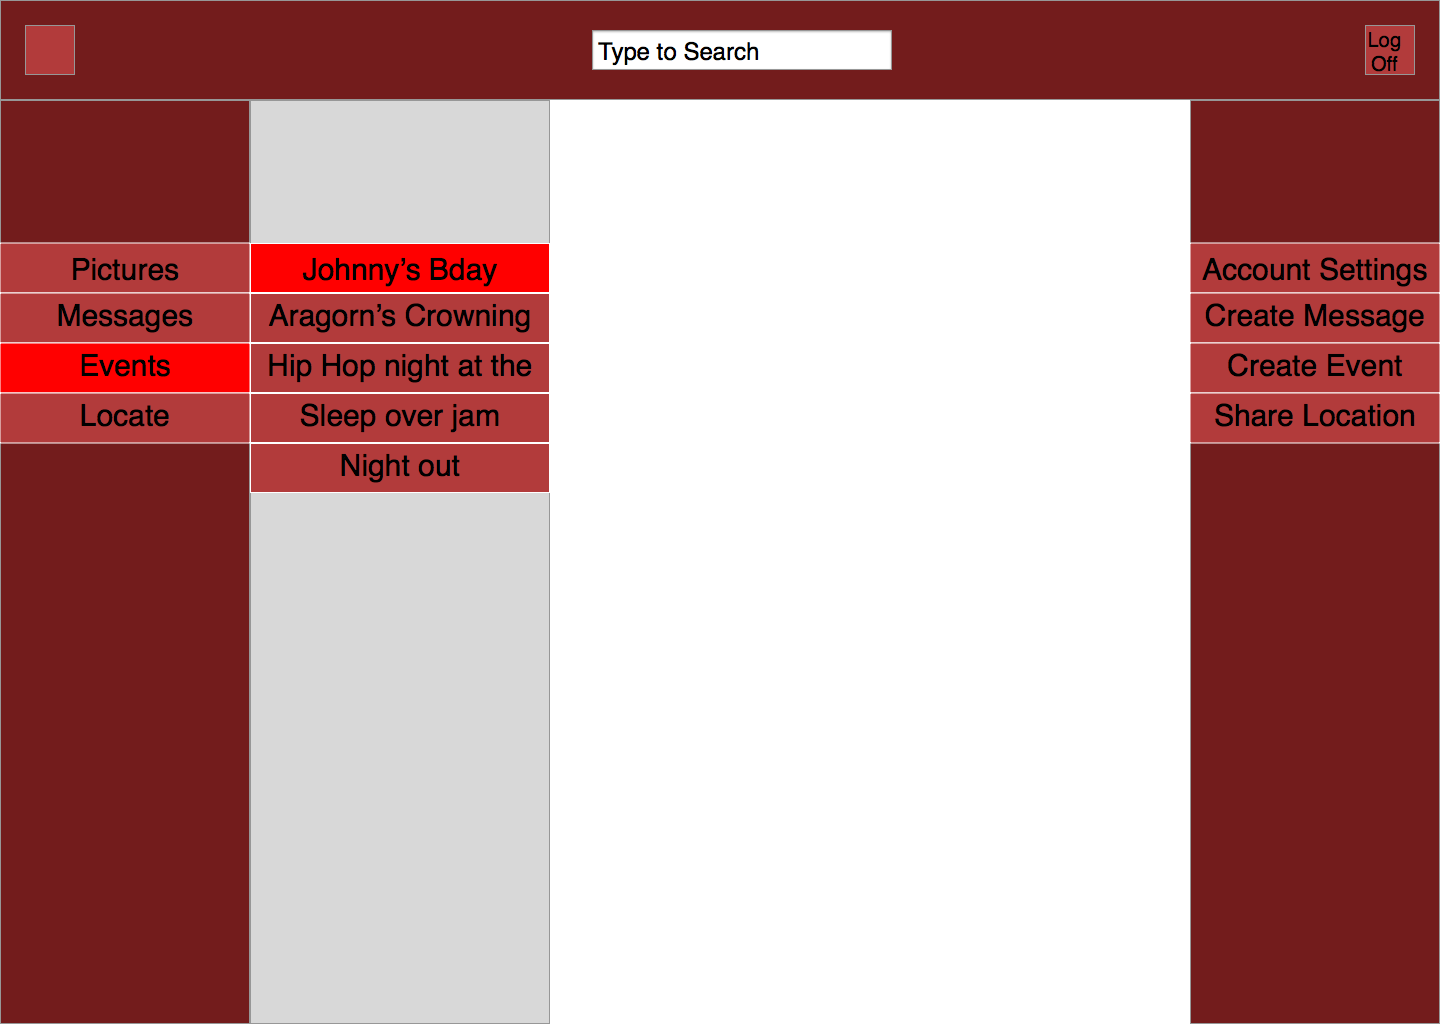 Type to Search
Log
Off
Pictures
Messages
Events
Locate
Johnny’s Bday
Aragorn’s Crowning
Hip Hop night at the
Sleep over jam
Night out
Account Settings
Create Message
Create Event
Share Location